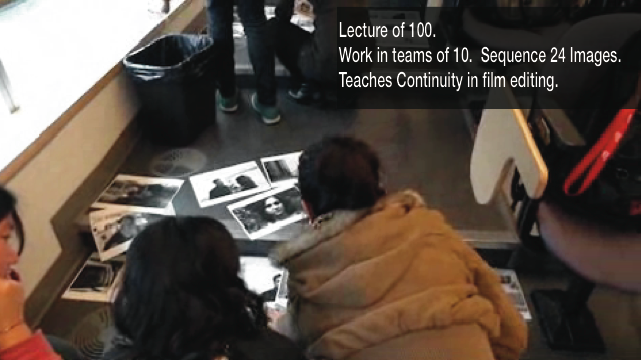 Lecture of 100.
Work in teams of 10.  Sequence 24 Images.
Teaches Continuity in film editing.